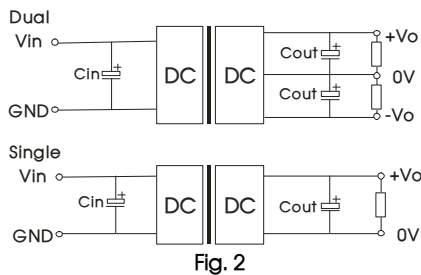 Dual
Vin
+Vo
Cout
+
Cin
+
DC
DC
0V
Cout
+
GND
-Vo
Single
Vin
+Vo
Cin
+
DC
DC
Cout
+
GND
0V
Fig. 2